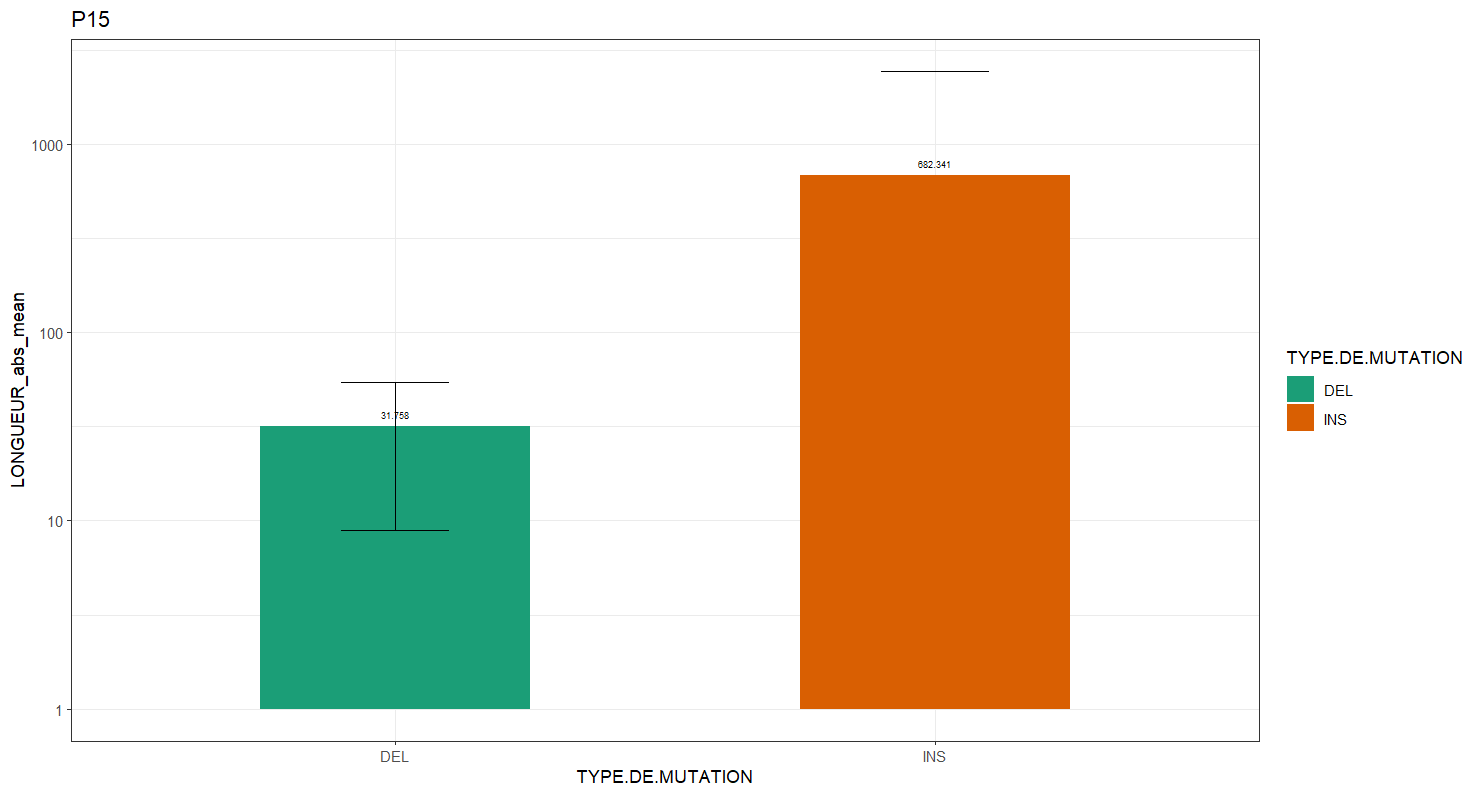 P15
LONGUEUR_abs_mean
1000
100
10
1
31.758
682.341
DEL
INS
TYPE.DE.MUTATION
TYPE.DE.MUTATION
DEL
INS